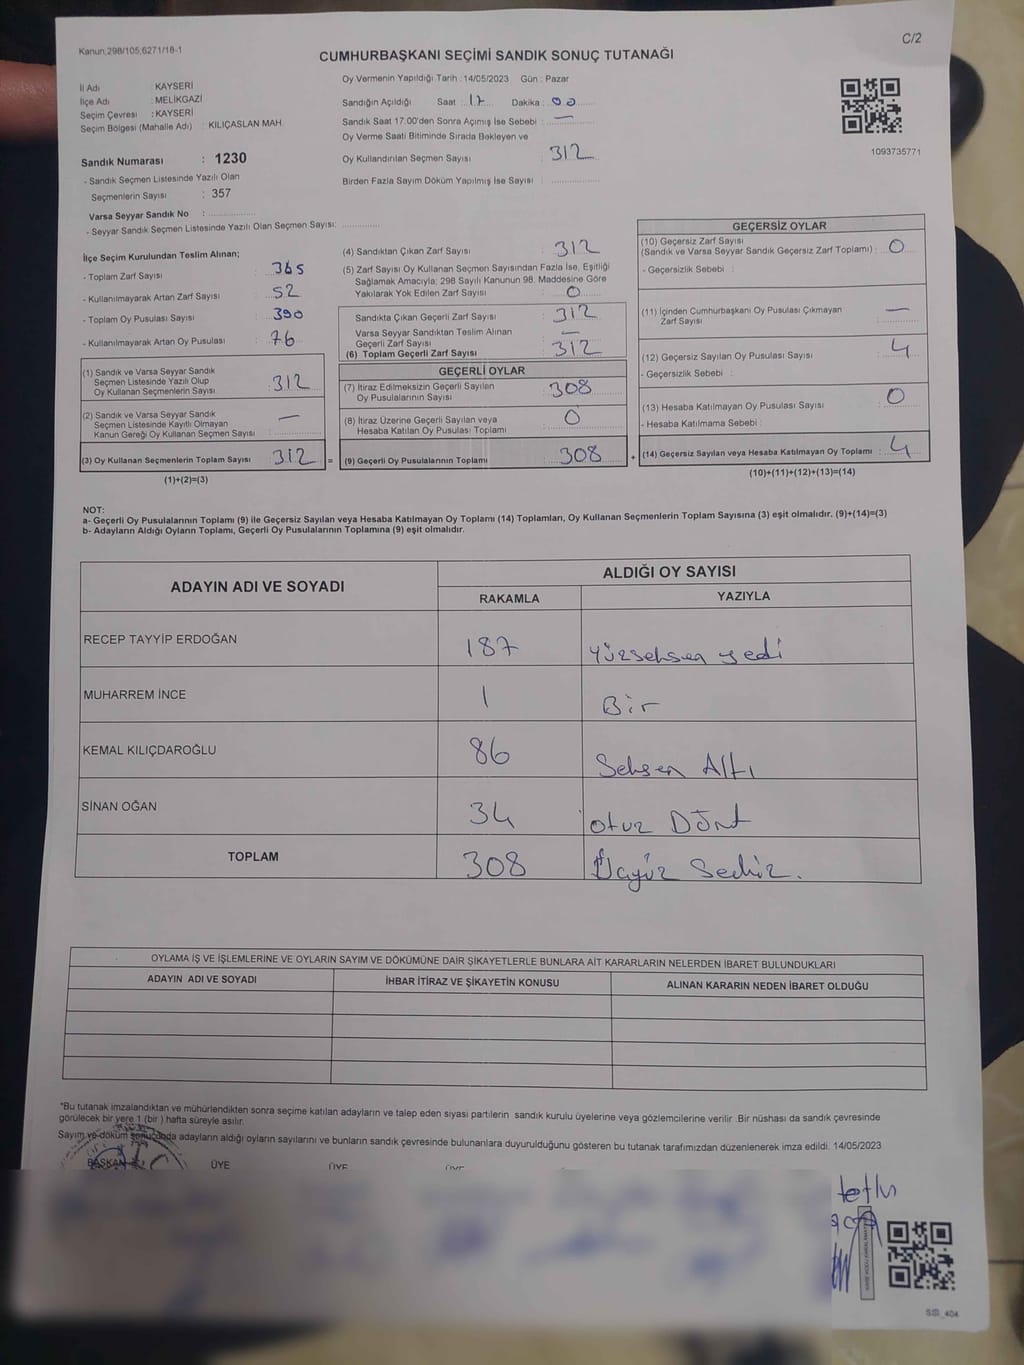 Kanun,298/105,6271/18-1
C/2
CUMHURBAŞKANI SEÇİMİ SANDIK SONUÇ TUTANAĞI
İl Adı KAYSERİ
İlçe Adı : MELİKGAZİ
Seçim Çevresi : KAYSERİ
Seçim Bölgesi (Mahalle Adı) : KILIÇASLAN MAH.
Sandık Numarası : 1230
- Sandık Seçmen Listesinde Yazılı Olan
Seçmenlerin Sayısı : 357
Varsa Seyyar Sandık No : ..................
- Seyyar Sandık Seçmen Listesinde Yazılı Olan Seçmen Sayısı: ..............
Oy Vermenin Yapıldığı Tarih : 14/05/2023 Gün : Pazar
Sandığın Açıldığı Saat : 17 Dakika : 00
Sandık Saat 17:00'den Sonra Açımış İse Sebebi : —
Oy Verme Saati Bitiminde Sırada Bekleyen ve
Oy Kullandırılan Seçmen Sayısı : 312
Birden Fazla Sayım Döküm Yapılmış İse Sayısı : ..................
1093735771
İlçe Seçim Kurulundan Teslim Alınan;
- Toplam Zarf Sayısı : 365
- Kullanılmayarak Artan Zarf Sayısı : 52
- Toplam Oy Pusulası Sayısı : 390
- Kullanılmayarak Artan Oy Pusulası : 76
(1) Sandık ve Varsa Seyyar Sandık
Seçmen Listesinde Yazılı Olup
Oy Kullanan Seçmenlerin Sayısı : 312
(2) Sandık ve Varsa Seyyar Sandık
Seçmen Listesinde Kayıtlı Olmayan
Kanun Gereği Oy Kullanan Seçmen Sayısı : —
(3) Oy Kullanan Seçmenlerin Toplam Sayısı : 312 =
(1)+(2)=(3)
(4) Sandıktan Çıkan Zarf Sayısı : 312
(5) Zarf Sayısı Oy Kullanan Seçmen Sayısından Fazla İse, Eşitliği
Sağlamak Amacıyla; 298 Sayılı Kanunun 98. Maddesine Göre
Yakılarak Yok Edilen Zarf Sayısı : 0
Sandıkta Çıkan Geçerli Zarf Sayısı : 312
Varsa Seyyar Sandıktan Teslim Alınan
Geçerli Zarf Sayısı : —
(6) Toplam Geçerli Zarf Sayısı : 312
GEÇERLİ OYLAR
(7) İtiraz Edilmeksizin Geçerli Sayılan
Oy Pusulalarının Sayısı : 308
(8) İtiraz Üzerine Geçerli Sayılan veya
Hesaba Katılan Oy Pusulası Toplamı : 0
(9) Geçerli Oy Pusulalarının Toplamı : 308 +
GEÇERSİZ OYLAR
(10) Geçersiz Zarf Sayısı
(Sandık ve Varsa Seyyar Sandık Geçersiz Zarf Toplamı) : 0
- Geçersizlik Sebebi :
(11) İçinden Cumhurbaşkanı Oy Pusulası Çıkmayan
Zarf Sayısı : —
(12) Geçersiz Sayılan Oy Pusulası Sayısı : 4
- Geçersizlik Sebebi :
(13) Hesaba Katılmayan Oy Pusulası Sayısı : 0
- Hesaba Katılmama Sebebi :
(14) Geçersiz Sayılan veya Hesaba Katılmayan Oy Toplamı : 4
(10)+(11)+(12)+(13)=(14)
NOT:
a- Geçerli Oy Pusulalarının Toplamı (9) ile Geçersiz Sayılan veya Hesaba Katılmayan Oy Toplamı (14) Toplamları, Oy Kullanan Seçmenlerin Toplam Sayısına (3) eşit olmalıdır. (9)+(14)=(3)
b- Adayların Aldığı Oyların Toplamı, Geçerli Oy Pusulalarının Toplamına (9) eşit olmalıdır.
ADAYIN ADI VE SOYADI ALDIĞI OY SAYISI
RAKAMLA YAZIYLA
RECEP TAYYİP ERDOĞAN 187 Yüzseksen yedi
MUHARREM İNCE 1 Bir
KEMAL KILIÇDAROĞLU 86 Seksen Altı
SİNAN OĞAN 34 Otuz Dört
TOPLAM 308 Üçyüz Sekiz.
OYLAMA İŞ VE İŞLEMLERİNE VE OYLARIN SAYIM VE DÖKÜMÜNE DAİR ŞİKAYETLERLE BUNLARA AİT KARARLARIN NELERDEN İBARET BULUNDUKLARI
ADAYIN ADI VE SOYADI İHBAR İTİRAZ VE ŞİKAYETİN KONUSU ALINAN KARARIN NEDEN İBARET OLDUĞU
*Bu tutanak imzalandıktan ve mühürlendikten sonra seçime katılan adayların ve talep eden siyasi partilerin sandık kurulu üyelerine veya gözlemcilerine verilir .Bir nüshası da sandık çevresinde
görülecek bir yere 1 (bir ) hafta süreyle asılır.
Sayım ve döküm sonucunda adayların aldığı oyların sayılarını ve bunların sandık çevresinde bulunanlara duyurulduğunu gösteren bu tutanak tarafımızdan düzenlenerek imza edildi. 14/05/2023
BAŞKAN ÜYE ÜYE ÜYE
SSI_404